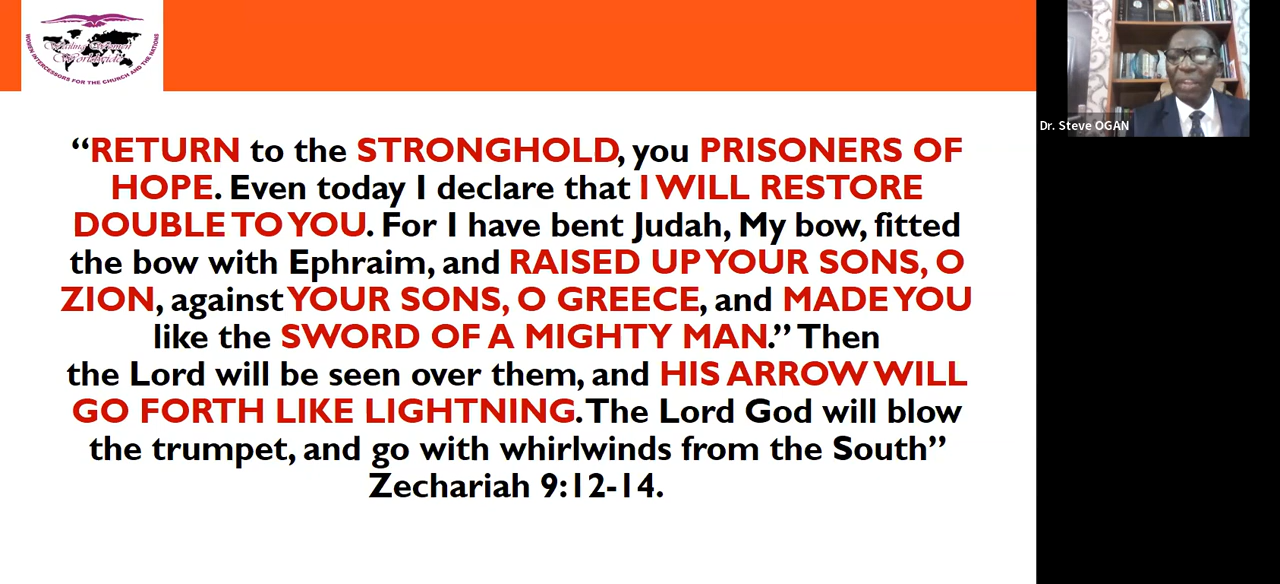 Healing Women
Worldwide
WOMEN INTERCESSORS FOR THE CHURCH AND THE NATIONS
Dr. Steve OGAN
“RETURN to the STRONGHOLD, you PRISONERS OF
HOPE. Even today I declare that I WILL RESTORE
DOUBLE TO YOU. For I have bent Judah, My bow, fitted
the bow with Ephraim, and RAISED UP YOUR SONS, O
ZION, against YOUR SONS, O GREECE, and MADE YOU
like the SWORD OF A MIGHTY MAN.” Then
the Lord will be seen over them, and HIS ARROW WILL
GO FORTH LIKE LIGHTNING. The Lord God will blow
the trumpet, and go with whirlwinds from the South”
Zechariah 9:12-14.